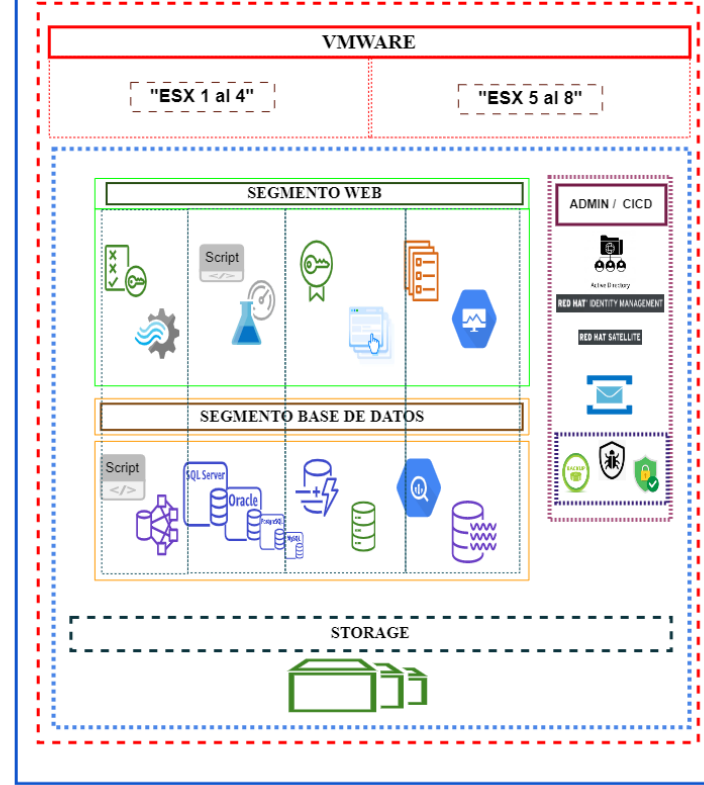 VMWARE
"ESX 1 al 4"
"ESX 5 al 8"
SEGMENTO WEB
ADMIN / CICD
Script
</>
Active Directory
RED HAT IDENTITY MANAGEMENT
RED HAT SATELLITE
SEGMENTO BASE DE DATOS
Script
</>
SQL Server
Oracle
PostgreSQL
MySQL
BACKUP
STORAGE